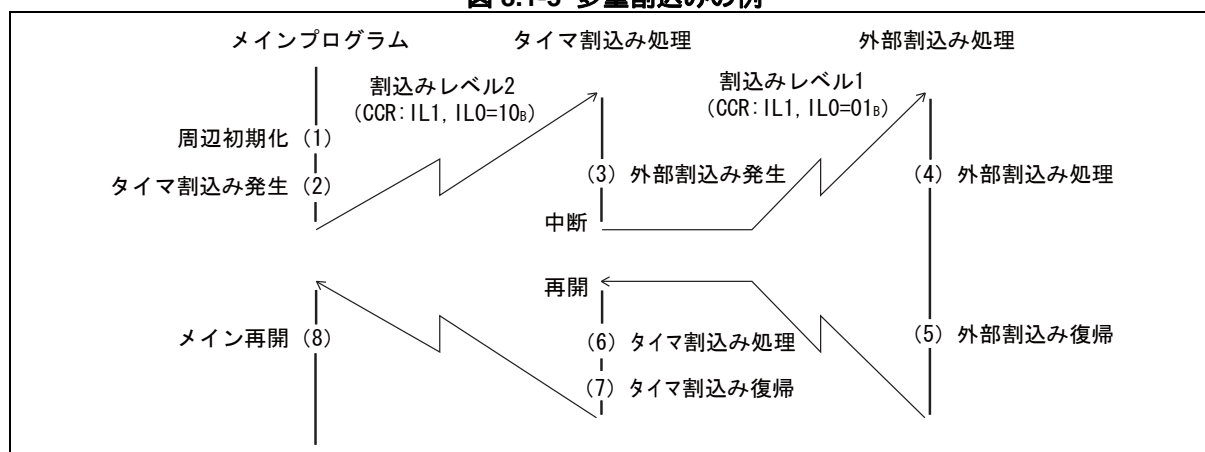 図 8.1-3 多重割込みの例
メインプログラム
タイマ割込み処理
外部割込み処理
割込みレベル2
(CCR:IL1, IL0=10B)
割込みレベル1
(CCR:IL1, IL0=01B)
周辺初期化 (1)
タイマ割込み発生 (2)
(3) 外部割込み発生
(4) 外部割込み処理
中断
再開
メイン再開 (8)
(6) タイマ割込み処理
(5) 外部割込み復帰
(7) タイマ割込み復帰